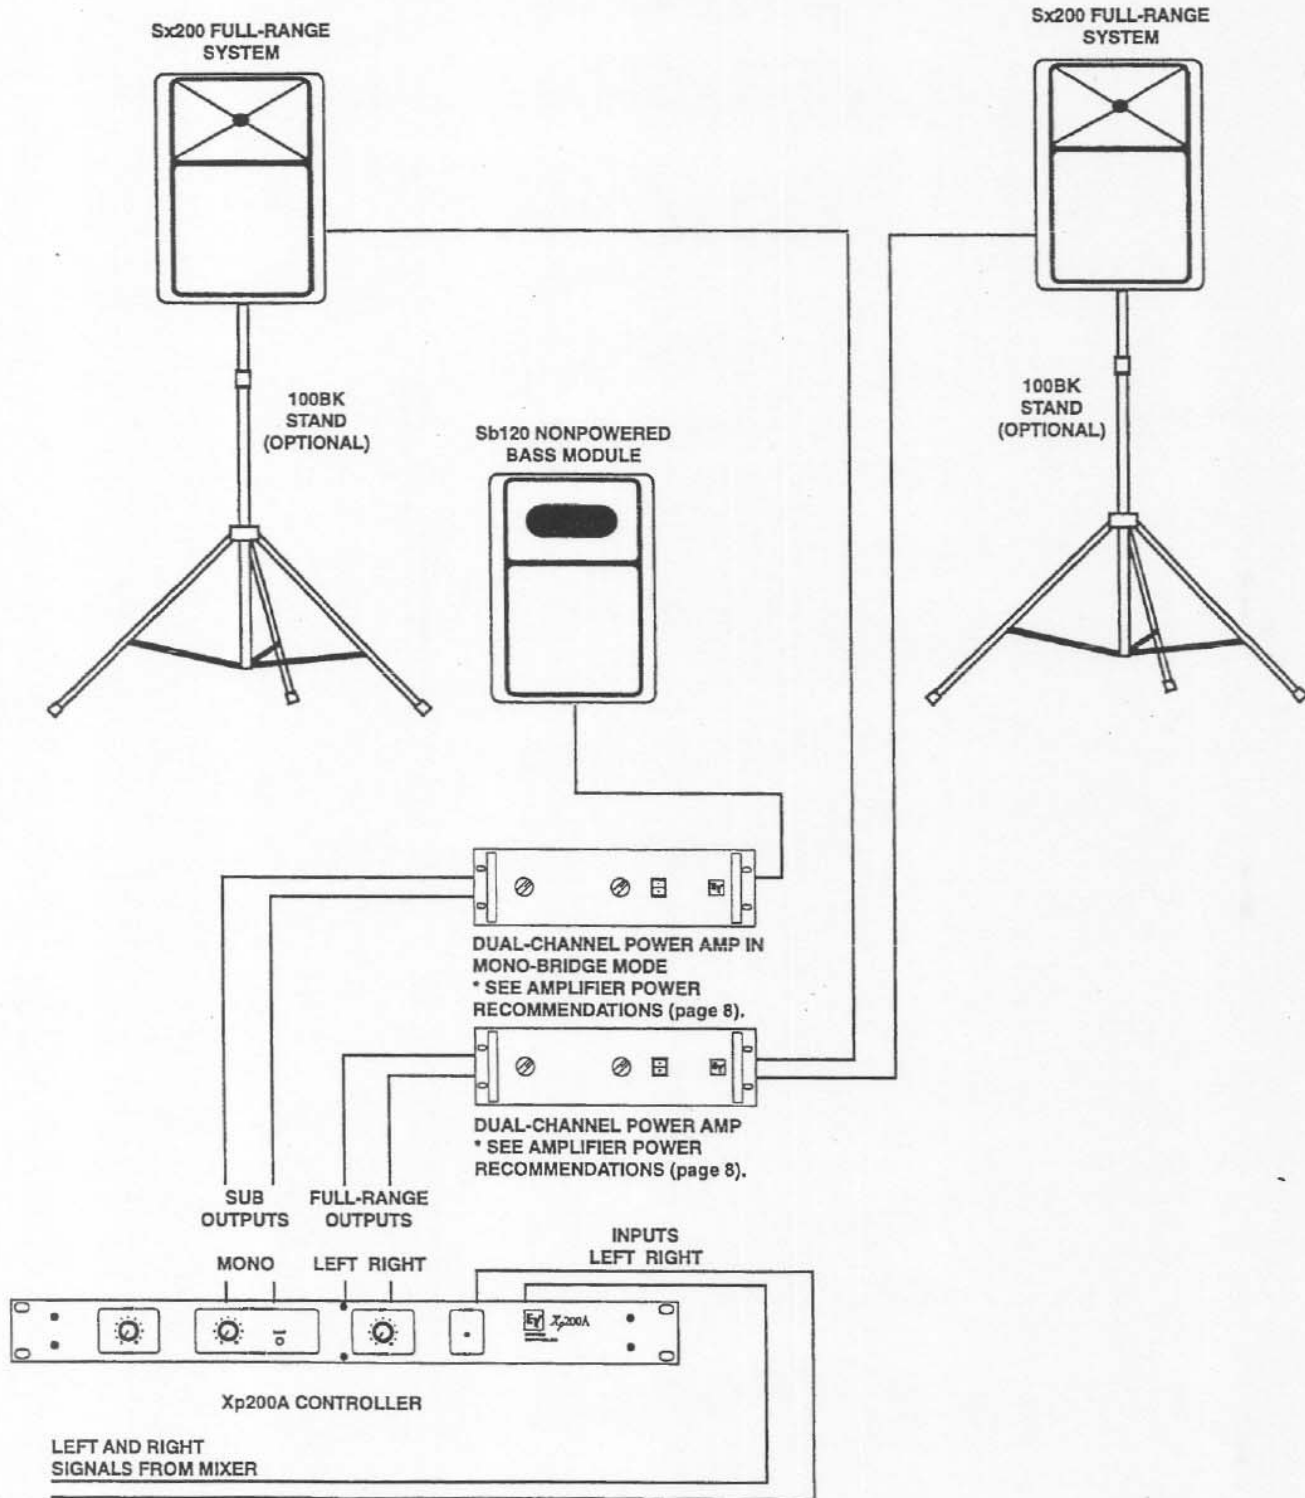 Sx200 FULL-RANGE
SYSTEM
Sx200 FULL-RANGE
SYSTEM
100BK
STAND
(OPTIONAL)
100BK
STAND
(OPTIONAL)
Sb120 NONPOWERED
BASS MODULE
DUAL-CHANNEL POWER AMP IN
MONO-BRIDGE MODE
* SEE AMPLIFIER POWER
RECOMMENDATIONS (page 8).
DUAL-CHANNEL POWER AMP
* SEE AMPLIFIER POWER
RECOMMENDATIONS (page 8).
SUB
OUTPUTS
FULL-RANGE
OUTPUTS
MONO
LEFT RIGHT
INPUTS
LEFT RIGHT
EV Xp200A
Xp200A CONTROLLER
LEFT AND RIGHT
SIGNALS FROM MIXER